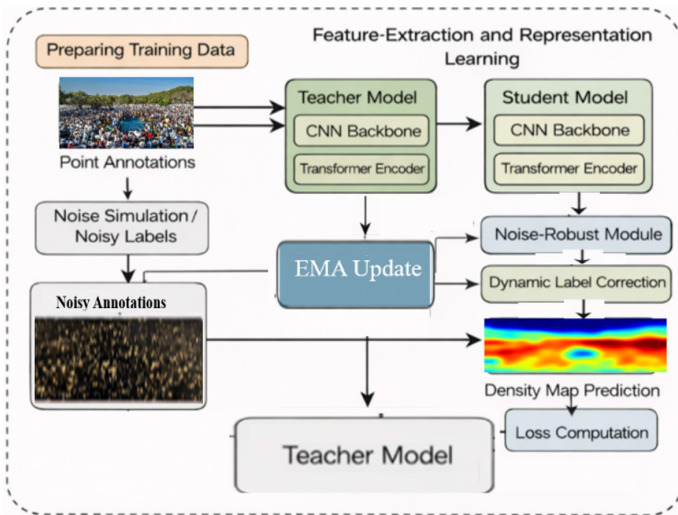 Preparing Training Data
Feature-Extraction and Representation
Learning
Point Annotations
Noise Simulation /
Noisy Labels
Noisy Annotations
Teacher Model
CNN Backbone
Transformer Encoder
Student Model
CNN Backbone
Transformer Encoder
EMA Update
Noise-Robust Module
Dynamic Label Correction
Density Map Prediction
Loss Computation
Teacher Model